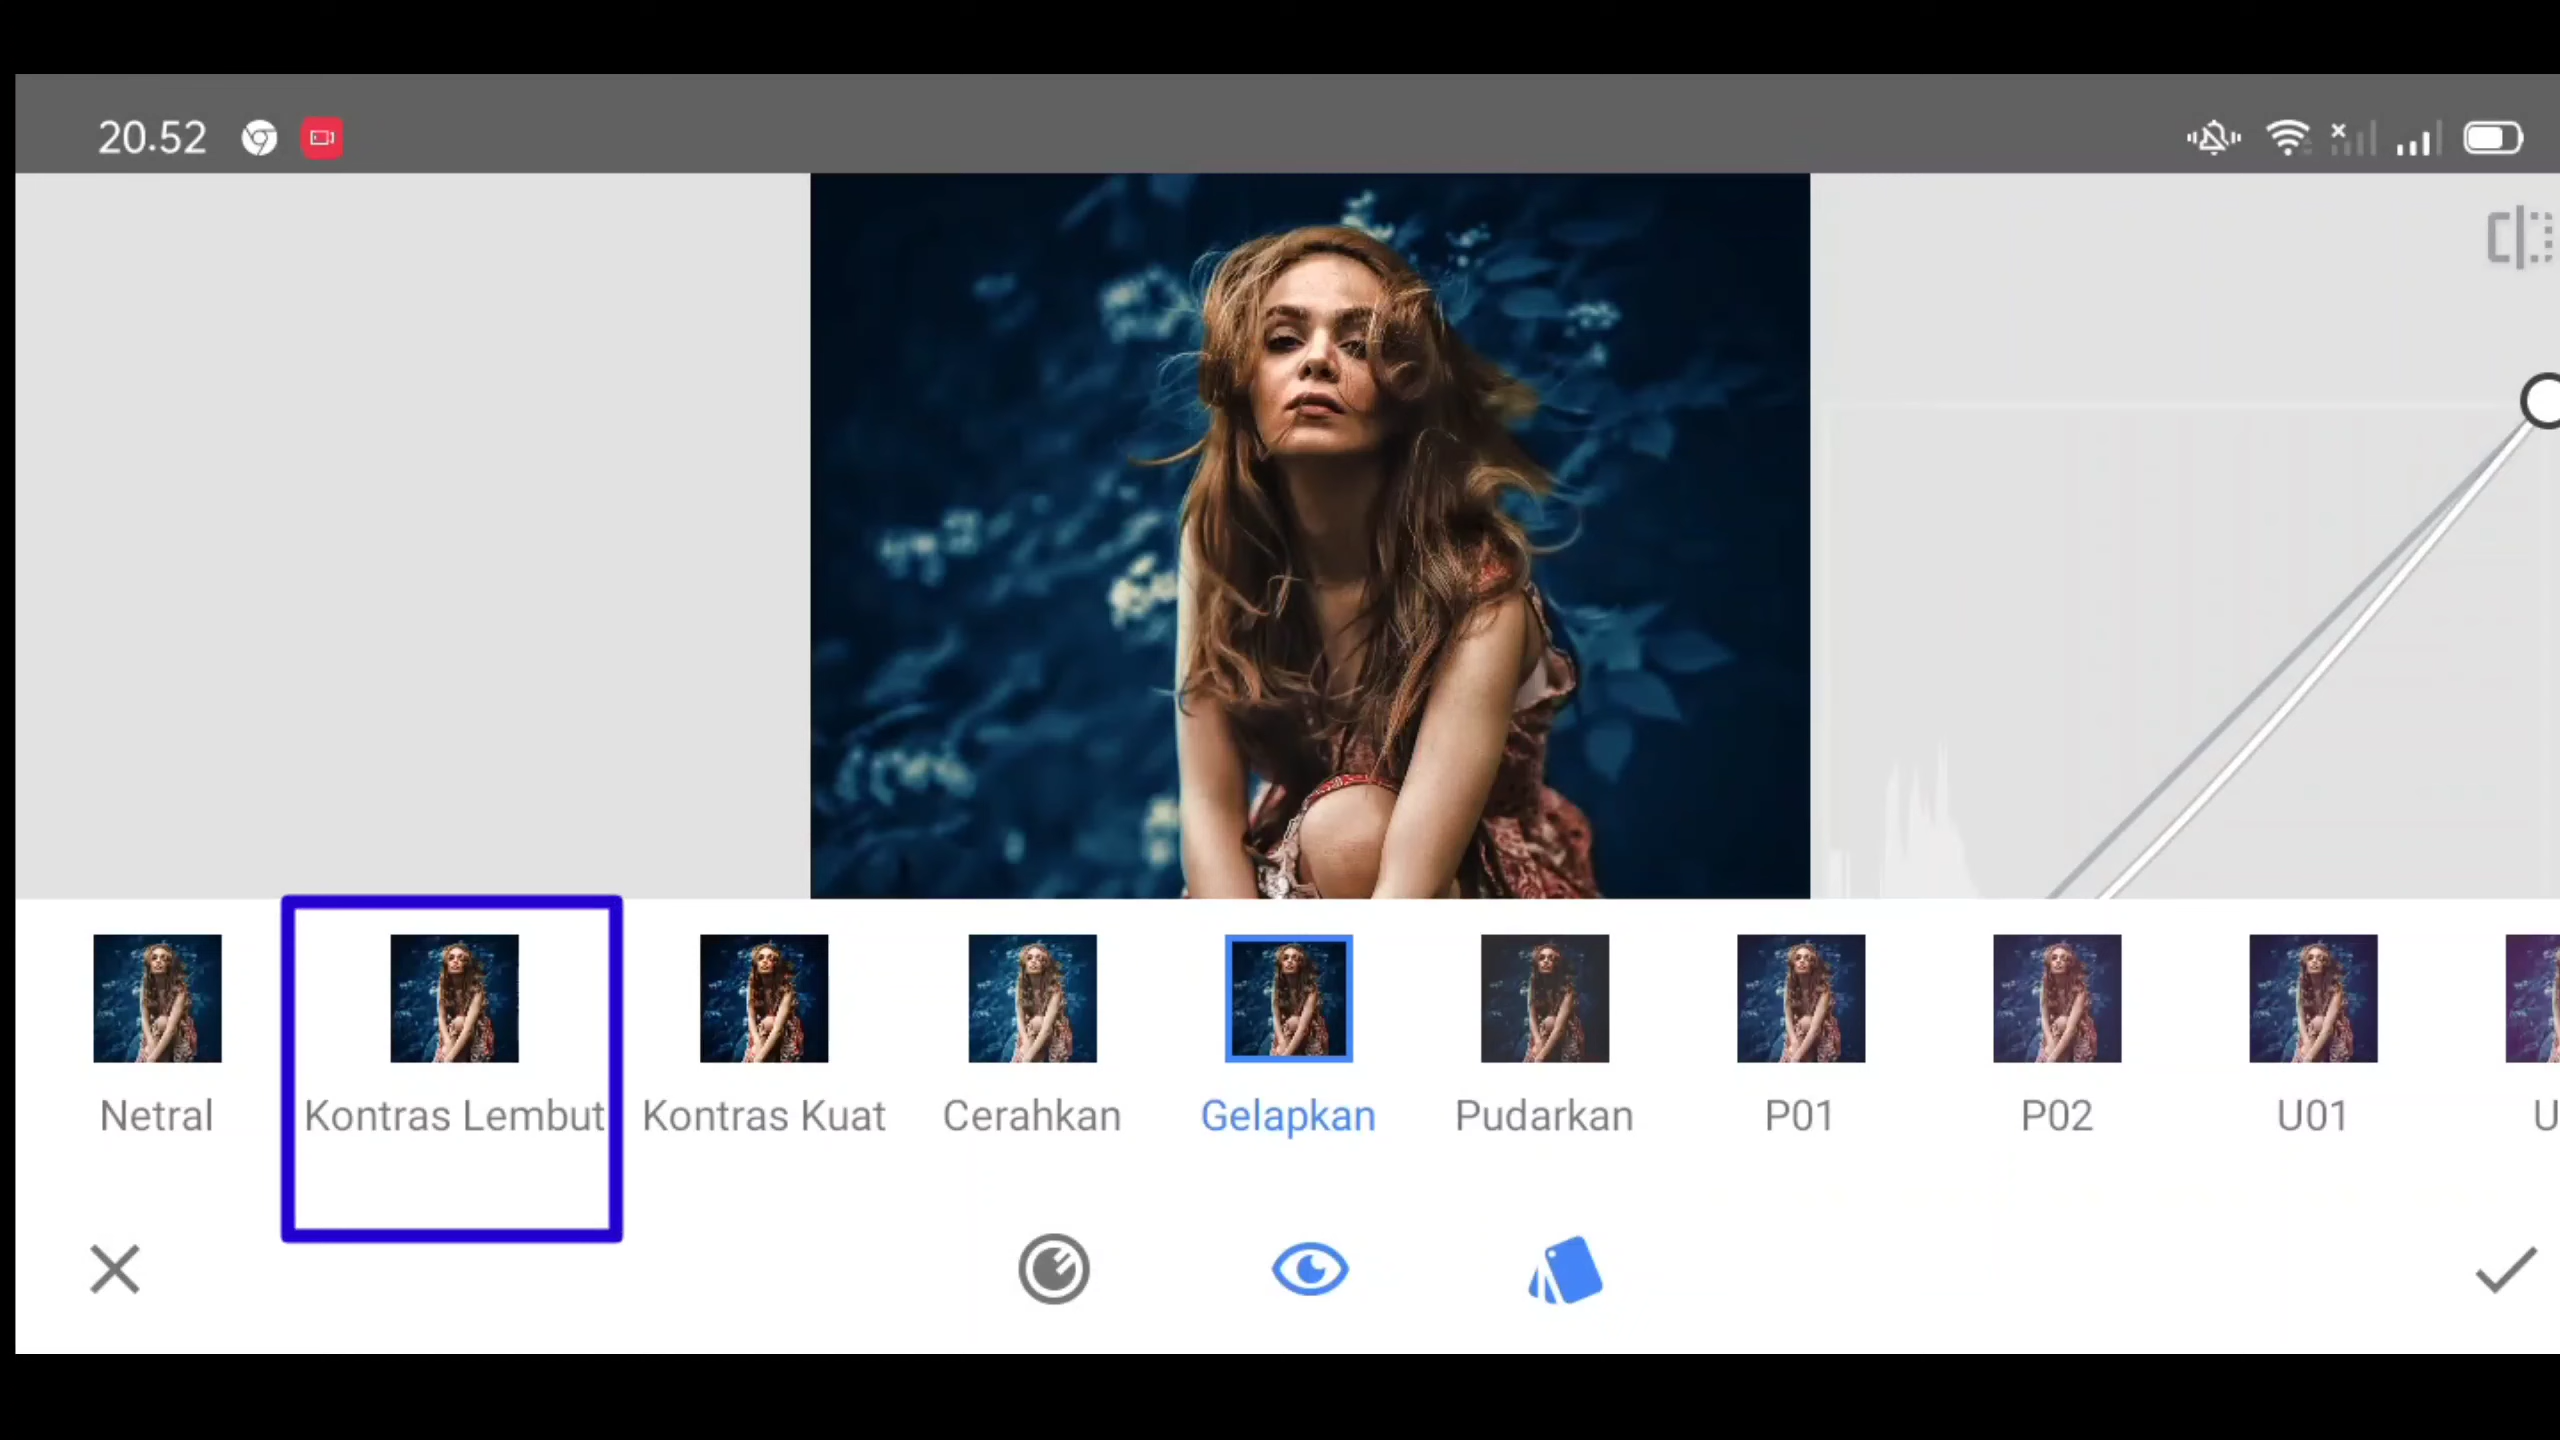 20.52
Netral
Kontras Lembut
Kontras Kuat
Cerahkan
Gelapkan
Pudarkan
P01
P02
U01